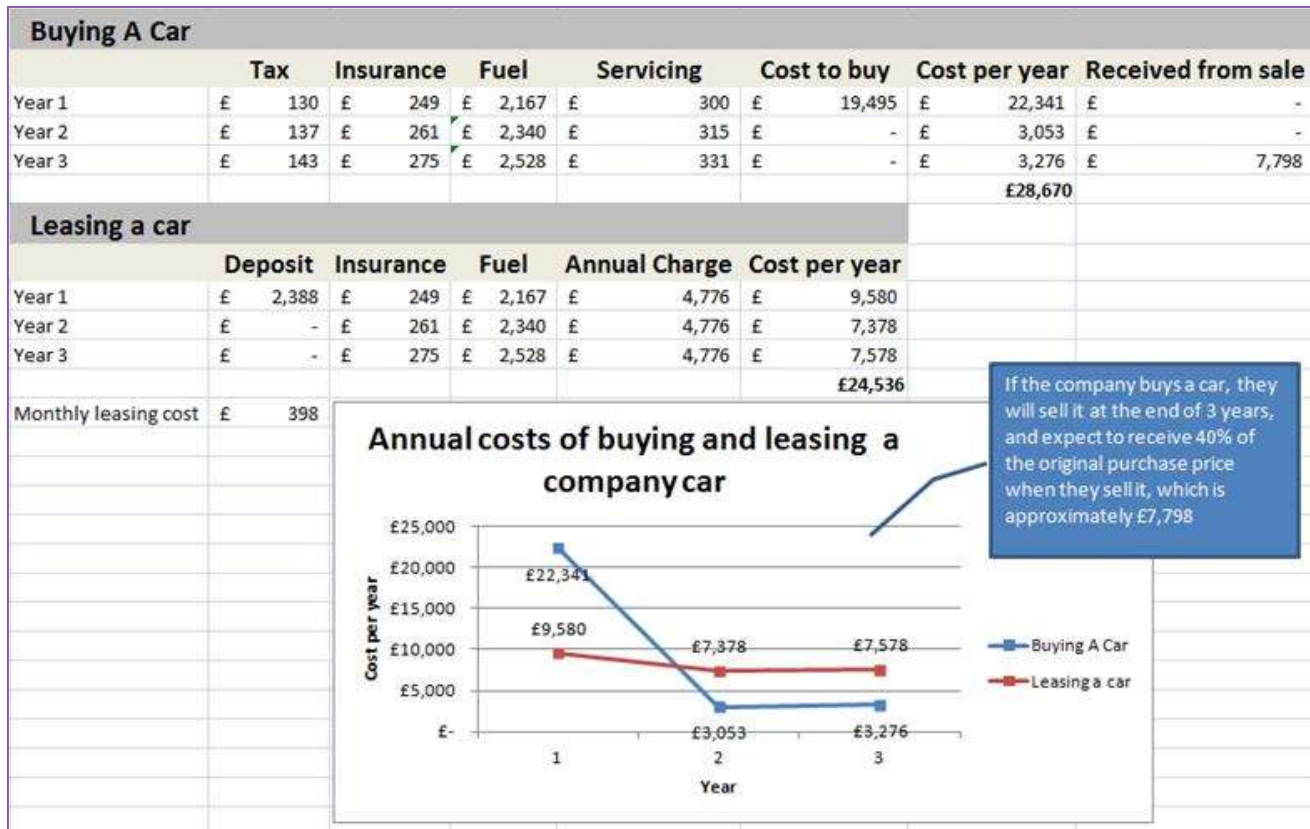 Buying A Car
Tax Insurance Fuel Servicing Cost to buy Cost per year Received from sale
Year 1 £ 130 £ 249 £ 2,167 £ 300 £ 19,495 £ 22,341 £ -
Year 2 £ 137 £ 261 £ 2,340 £ 315 £ - £ 3,053 £ -
Year 3 £ 143 £ 275 £ 2,528 £ 331 £ - £ 3,276 £ 7,798
£28,670
Leasing a car
Deposit Insurance Fuel Annual Charge Cost per year
Year 1 £ 2,388 £ 249 £ 2,167 £ 4,776 £ 9,580
Year 2 £ - £ 261 £ 2,340 £ 4,776 £ 7,378
Year 3 £ - £ 275 £ 2,528 £ 4,776 £ 7,578
£24,536
Monthly leasing cost £ 398
If the company buys a car, they
will sell it at the end of 3 years,
and expect to receive 40% of
the original purchase price
when they sell it, which is
approximately £7,798
Annual costs of buying and leasing a
company car
Cost per year
£25,000
£20,000
£15,000
£10,000
£5,000
£-
£22,341
£9,580
£7,378
£7,578
£3,053
£3,276
1 2 3
Year
Buying A Car
Leasing a car